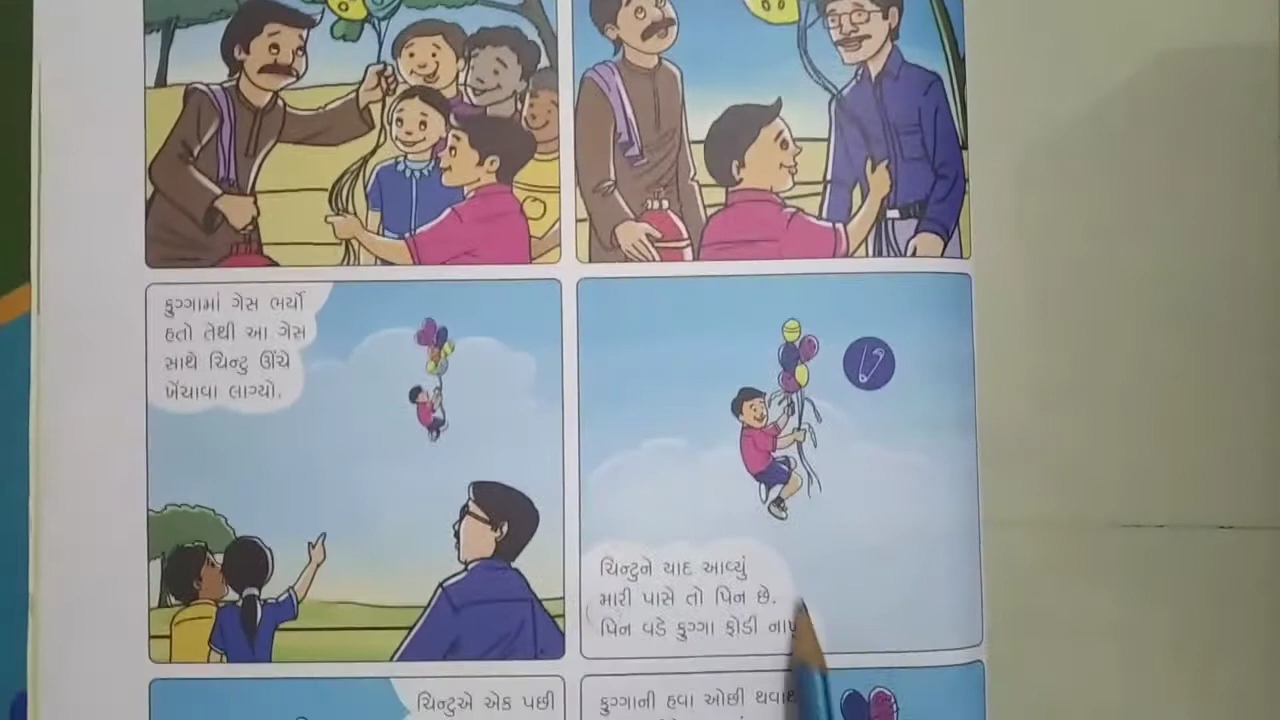 ફુગ્ગામાં ગેસ ભર્યો
હતો તેથી આ ગેસ
સાથે ચિન્ટુ ઊંચે
ખેંચાવા લાગ્યો.
ચિન્ટુને યાદ આવ્યું
મારી પાસે તો પિન છે.
પિન વડે ફુગ્ગા ફોડી
ચિન્ટુએ એક પછી
ફુગ્ગાની હવા ઓછી